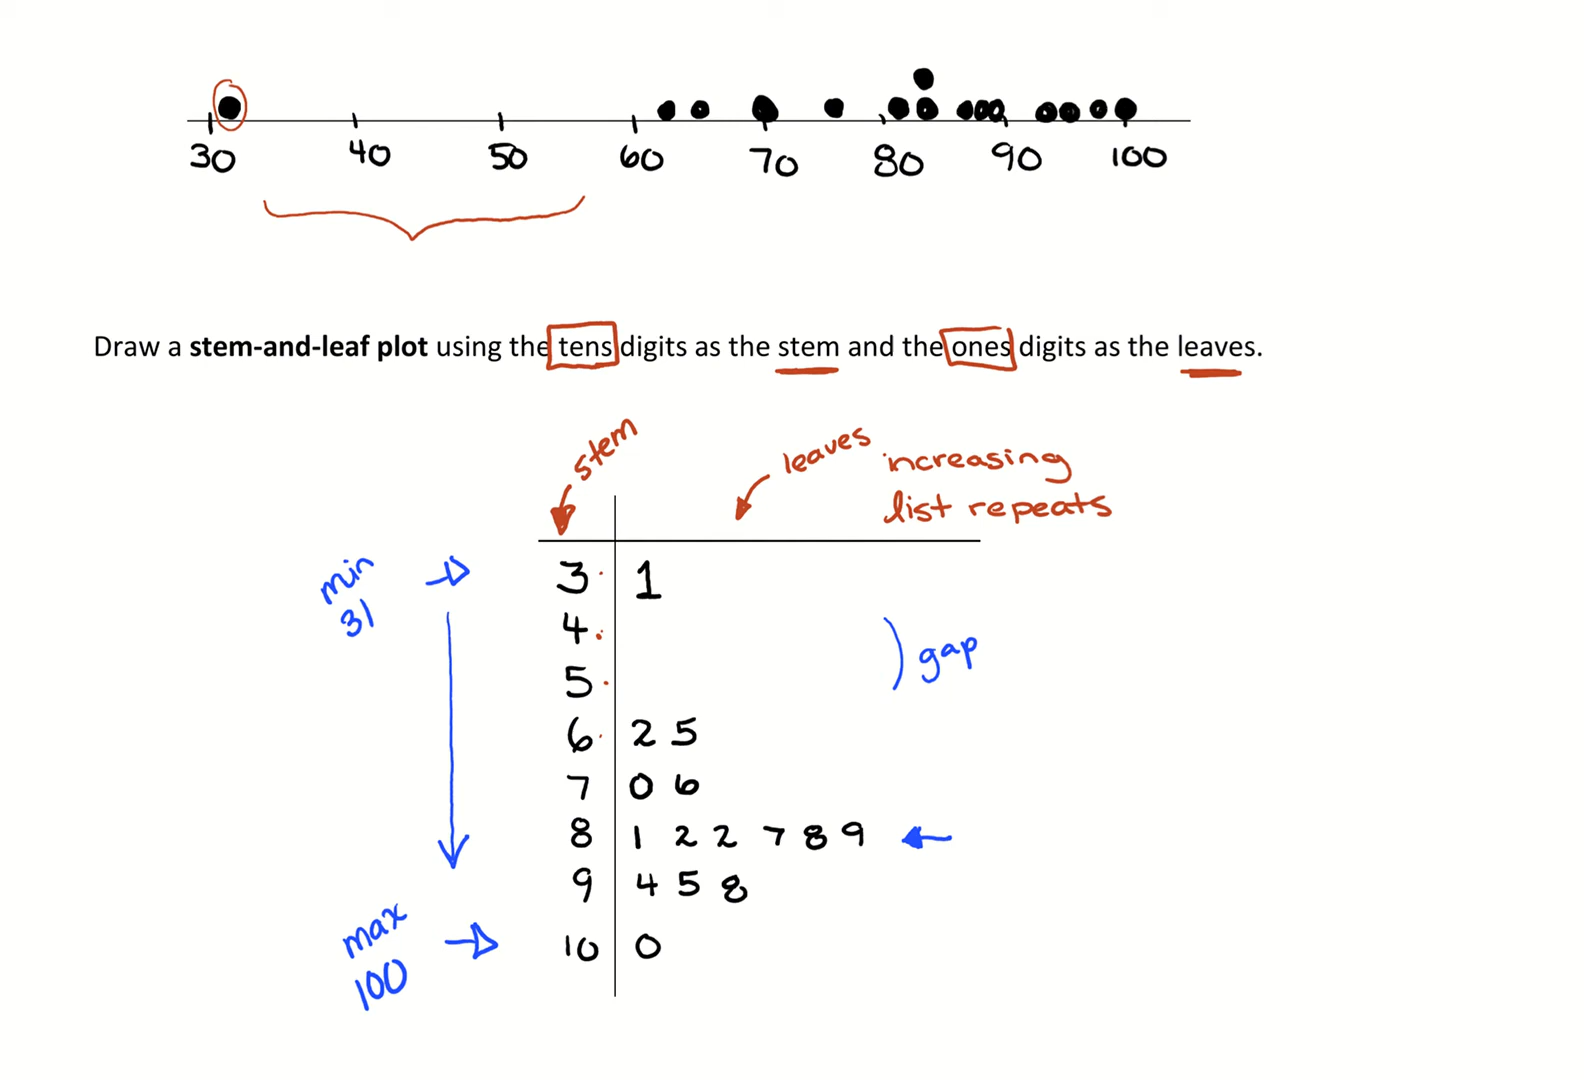 30 40 50 60 70 80 90 100
Draw a stem-and-leaf plot using the tens digits as the stem and the ones digits as the leaves.
stem
leaves
increasing
list repeats
min
31
3 1
4
5
gap
6 2 5
7 0 6
8 1 2 2 7 8 9
9 4 5 8
max
100
10 0